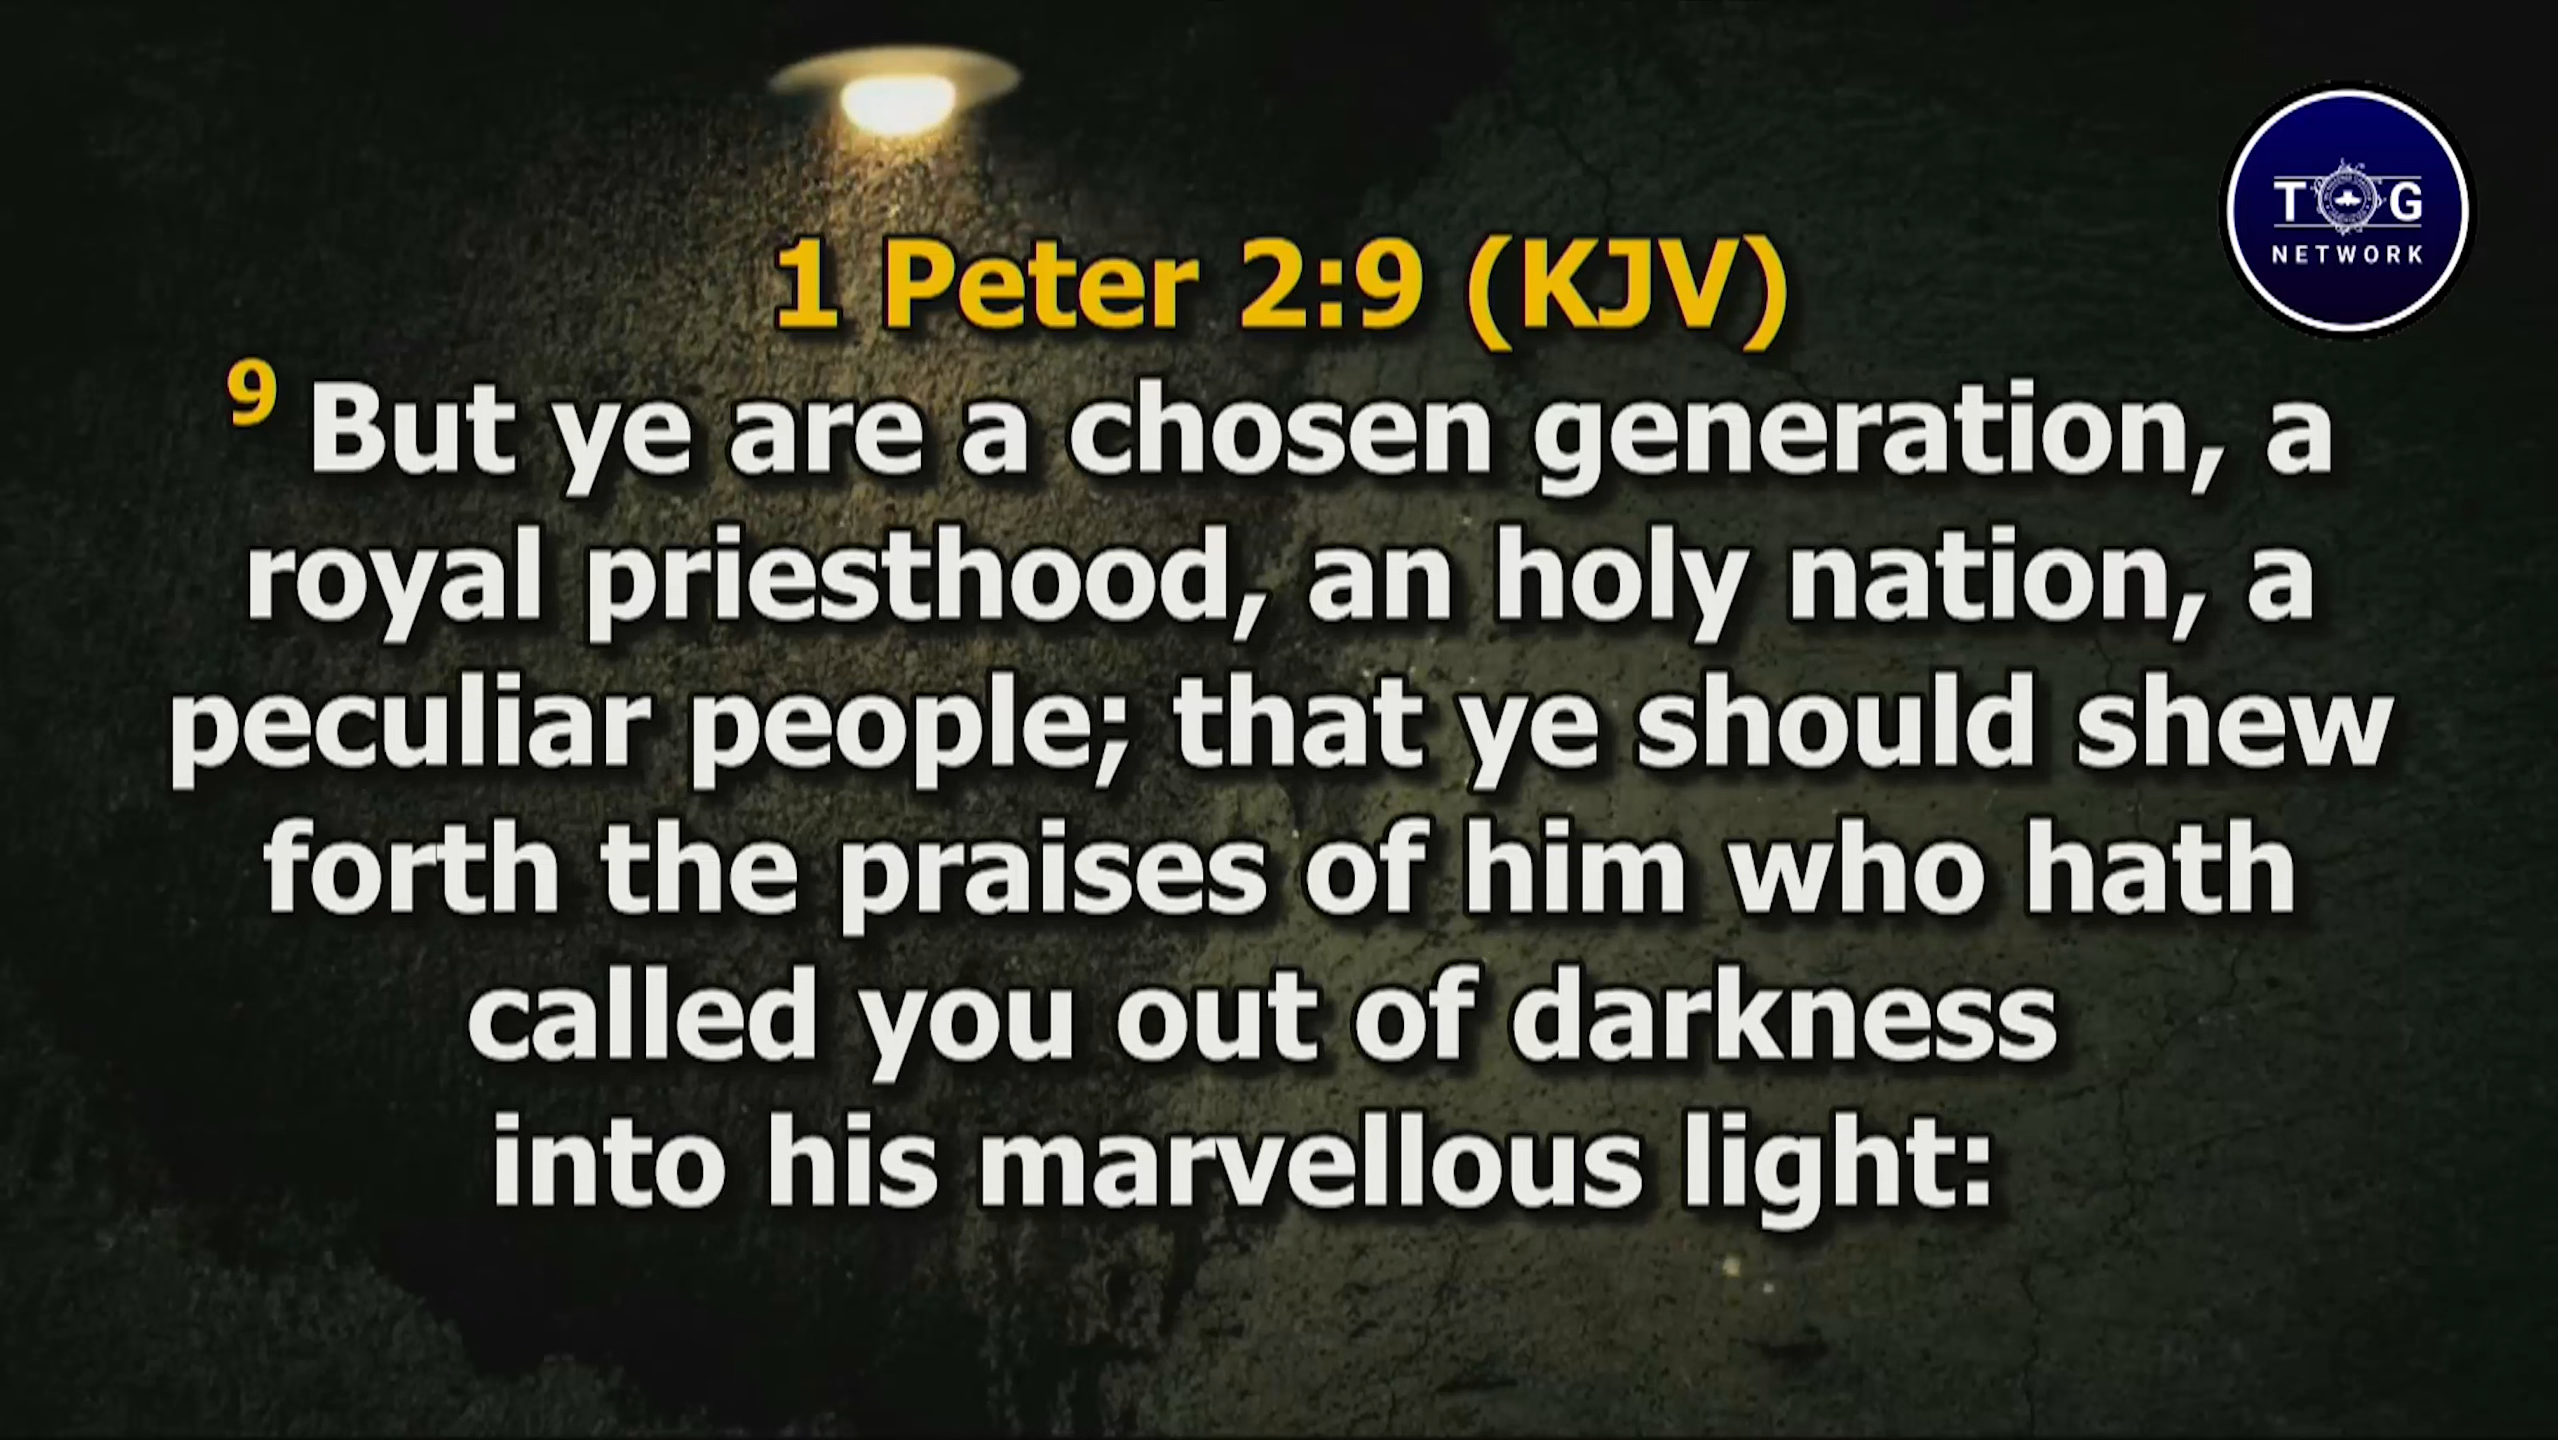 1 Peter 2:9 (KJV)
9 But ye are a chosen generation, a
royal priesthood, an holy nation, a
peculiar people; that ye should shew
forth the praises of him who hath
called you out of darkness
into his marvellous light:
TOG
NETWORK